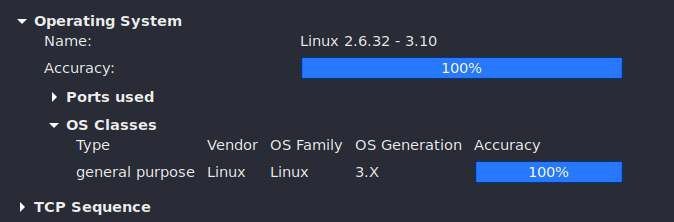 Operating System
Name: Linux 2.6.32 - 3.10
Accuracy: 100%
Ports used
OS Classes
Type Vendor OS Family OS Generation Accuracy
general purpose Linux Linux 3.X 100%
TCP Sequence